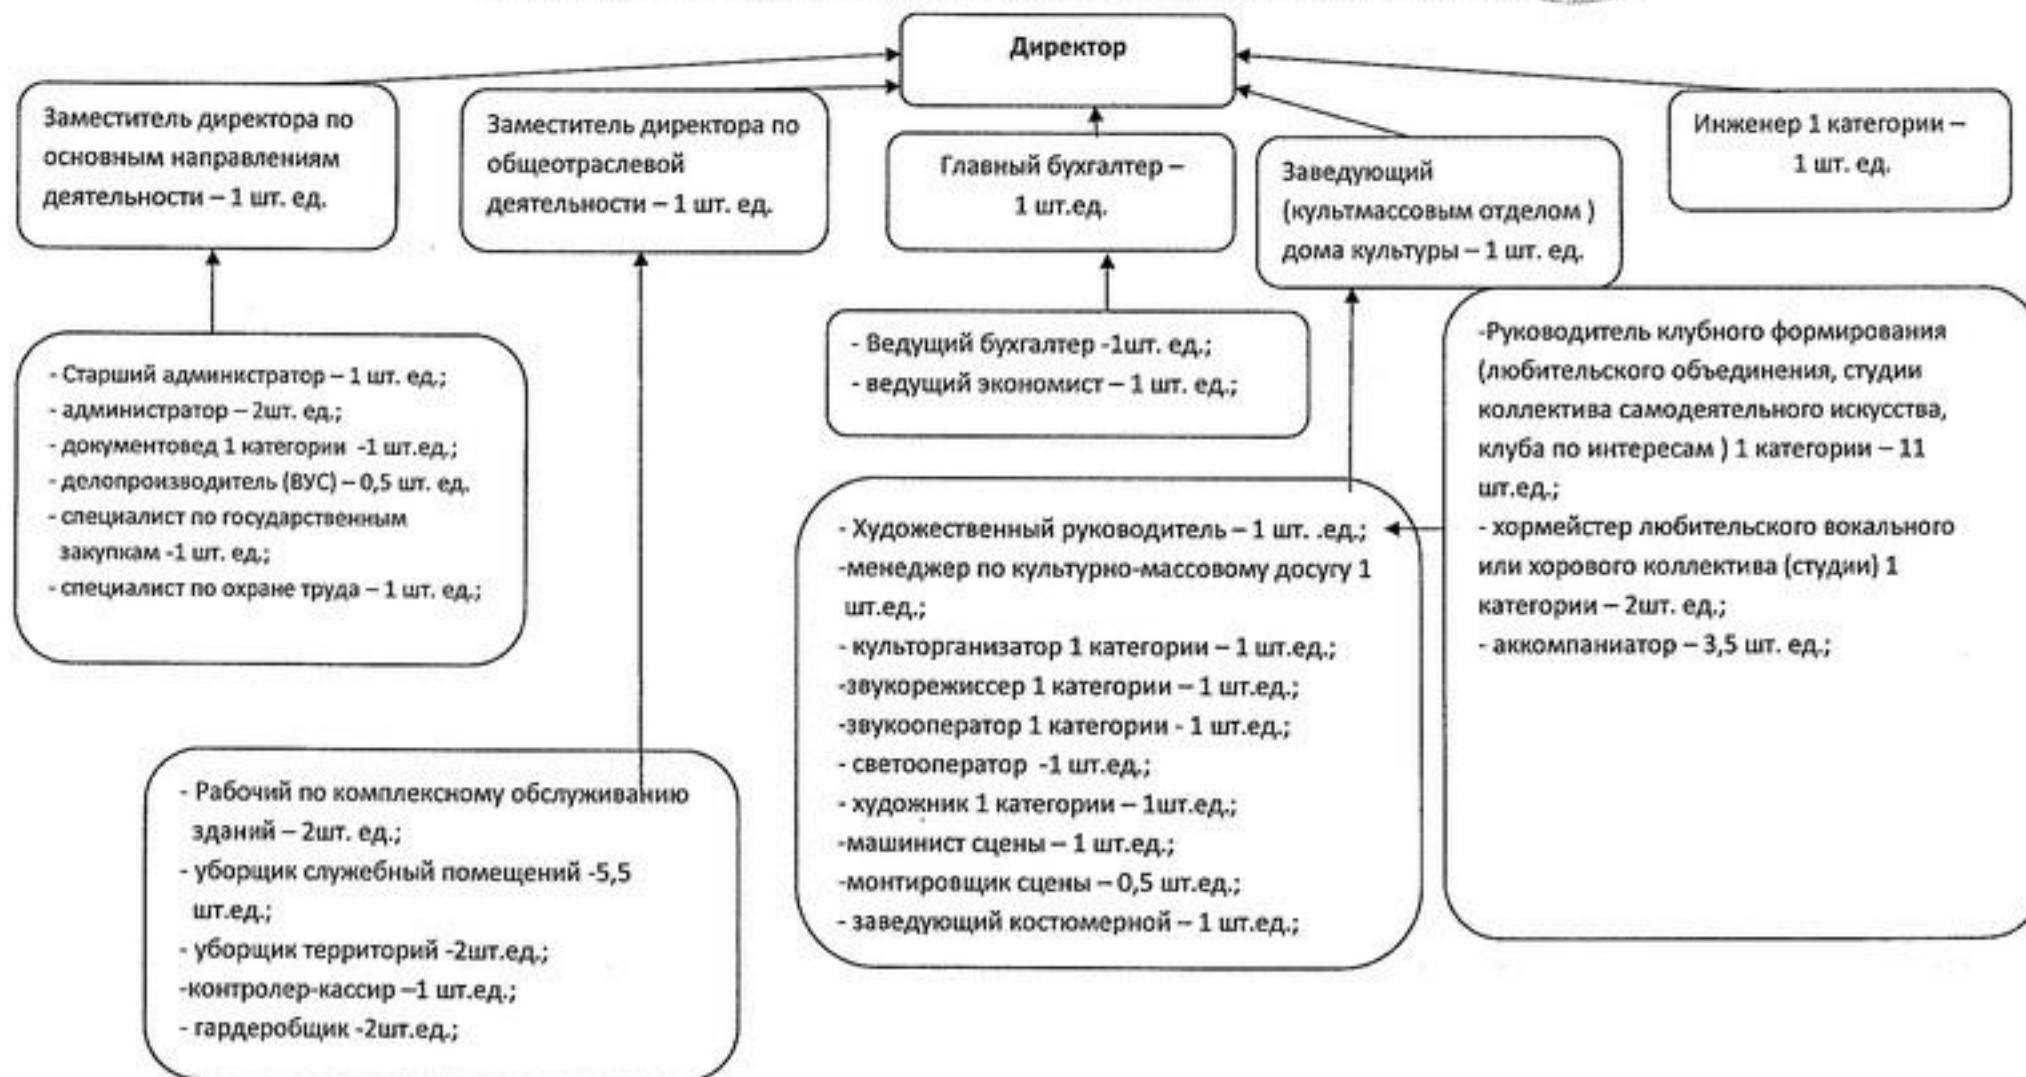 Директор
Заместитель директора по
основным направлениям
деятельности – 1 шт. ед.
Заместитель директора по
общеотраслевой
деятельности – 1 шт. ед.
Главный бухгалтер –
1 шт.ед.
Заведующий
(культмассовым отделом )
дома культуры – 1 шт. ед.
Инженер 1 категории –
1 шт. ед.
- Старший администратор – 1 шт. ед.;
- администратор – 2шт. ед.;
- документовед 1 категории -1 шт.ед.;
- делопроизводитель (ВУС) – 0,5 шт. ед.
- специалист по государственным
закупкам -1 шт. ед.;
- специалист по охране труда – 1 шт. ед.;
- Ведущий бухгалтер -1шт. ед.;
- ведущий экономист – 1 шт. ед.;
-Руководитель клубного формирования
(любительского объединения, студии
коллектива самодеятельного искусства,
клуба по интересам ) 1 категории – 11
шт.ед.;
- хормейстер любительского вокального
или хорового коллектива (студии) 1
категории – 2шт. ед.;
- аккомпаниатор – 3,5 шт. ед.;
- Художественный руководитель – 1 шт. .ед.;
-менеджер по культурно-массовому досугу 1
шт.ед.;
- культорганизатор 1 категории – 1 шт.ед.;
-звукорежиссер 1 категории – 1 шт.ед.;
-звукооператор 1 категории - 1 шт.ед.;
- светооператор -1 шт.ед.;
- художник 1 категории – 1шт.ед.;
-машинист сцены – 1 шт.ед.;
-монтировщик сцены – 0,5 шт.ед.;
- заведующий костюмерной – 1 шт.ед.;
- Рабочий по комплексному обслуживанию
зданий – 2шт. ед.;
- уборщик служебный помещений -5,5
шт.ед.;
- уборщик территорий -2шт.ед.;
-контролер-кассир –1 шт.ед.;
- гардеробщик -2шт.ед.;